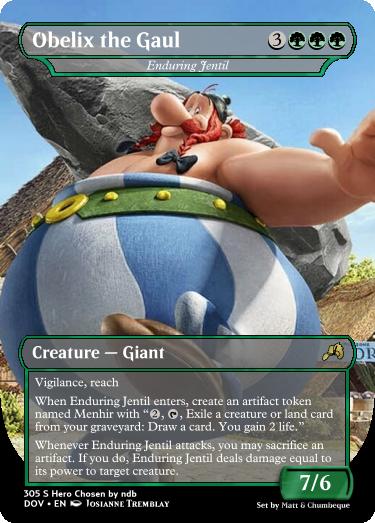 Obelix the Gaul 3
Enduring Jentil
Creature — Giant
Vigilance, reach
When Enduring Jentil enters, create an artifact token
named Menhir with “2, , Exile a creature or land card
from your graveyard: Draw a card. You gain 2 life.”
Whenever Enduring Jentil attacks, you may sacrifice an
artifact. If you do, Enduring Jentil deals damage equal to
its power to target creature.
7/6
305 S Hero Chosen by ndb
DOV • EN Josianne Tremblay
Set by Matt & Chumbeque